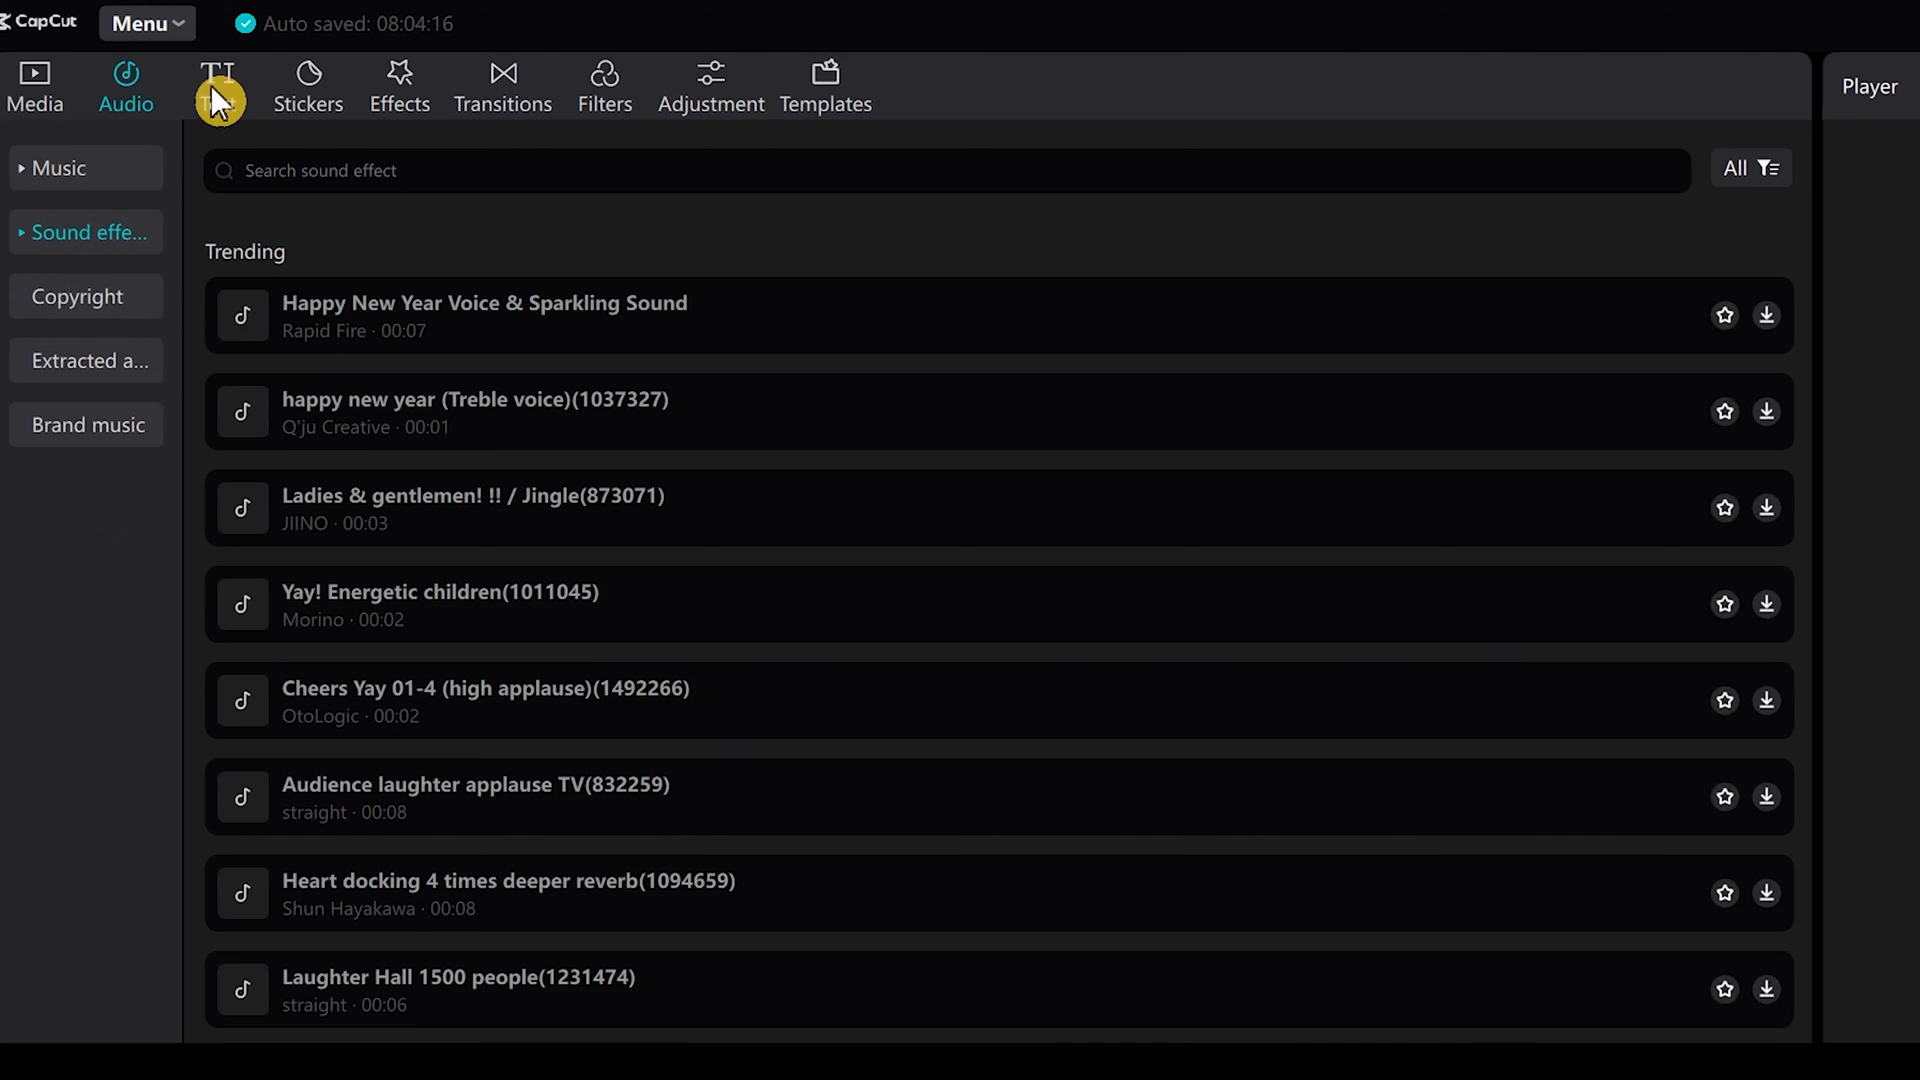 CapCut
Menu
Auto saved: 08:04:16
Media
Audio
Stickers
Effects
Transitions
Filters
Adjustment
Templates
Player
Music
Sound effe...
Copyright
Extracted a...
Brand music
Search sound effect
All
Trending
Happy New Year Voice & Sparkling Sound
Rapid Fire · 00:07
happy new year (Treble voice)(1037327)
Q'ju Creative · 00:01
Ladies & gentlemen! !! / Jingle(873071)
JIINO · 00:03
Yay! Energetic children(1011045)
Morino · 00:02
Cheers Yay 01-4 (high applause)(1492266)
OtoLogic · 00:02
Audience laughter applause TV(832259)
straight · 00:08
Heart docking 4 times deeper reverb(1094659)
Shun Hayakawa · 00:08
Laughter Hall 1500 people(1231474)
straight · 00:06